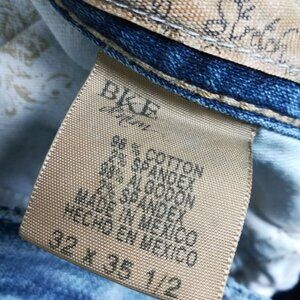 BKE
98% COTTON
2% SPANDEX
98% ALGODON
2% SPANDEX
MADE IN MEXICO
HECHO EN MEXICO
32 x 35 1/2